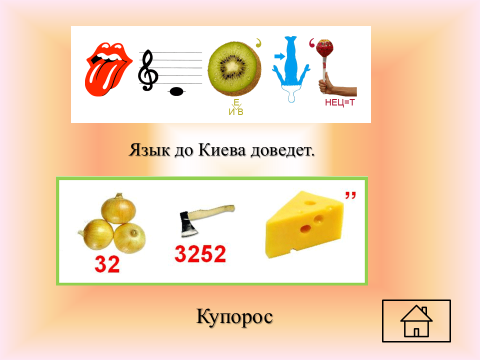 ,
,
Е
И В
НЕЦ=Т
Язык до Киева доведет.
32
3252
”
Купорос